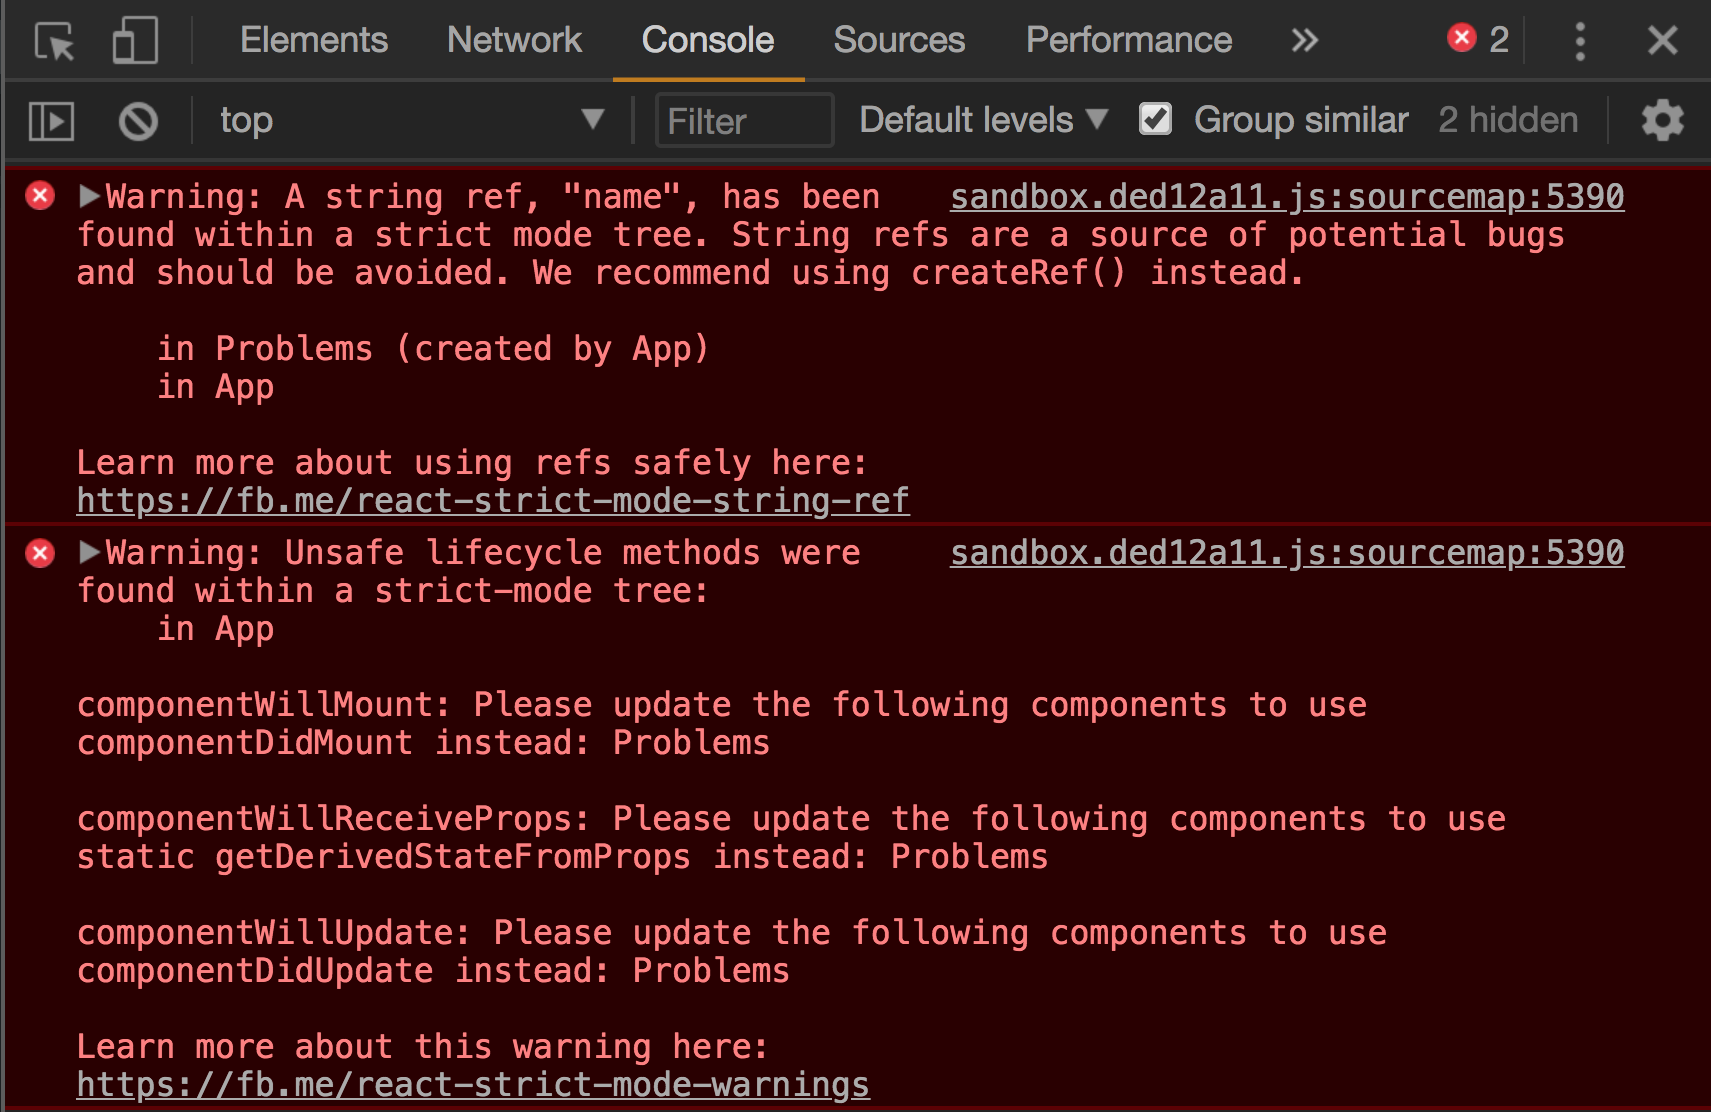 Elements Network Console Sources Performance » 2
top Filter Default levels Group similar 2 hidden
Warning: A string ref, "name", has been sandbox.ded12a11.js:sourcemap:5390
found within a strict mode tree. String refs are a source of potential bugs
and should be avoided. We recommend using createRef() instead.
in Problems (created by App)
in App
Learn more about using refs safely here:
https://fb.me/react-strict-mode-string-ref
Warning: Unsafe lifecycle methods were sandbox.ded12a11.js:sourcemap:5390
found within a strict-mode tree:
in App
componentWillMount: Please update the following components to use
componentDidMount instead: Problems
componentWillReceiveProps: Please update the following components to use
static getDerivedStateFromProps instead: Problems
componentWillUpdate: Please update the following components to use
componentDidUpdate instead: Problems
Learn more about this warning here:
https://fb.me/react-strict-mode-warnings